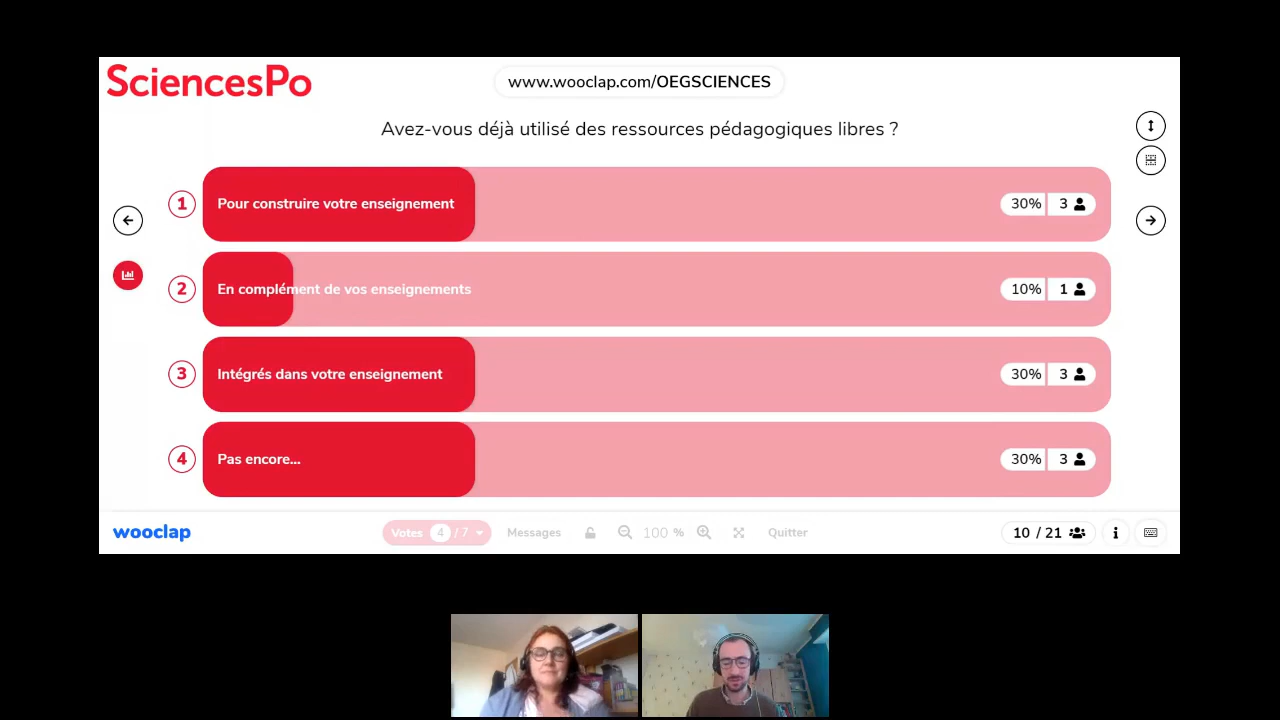 SciencesPo
www.wooclap.com/OEGSCIENCES
Avez-vous déjà utilisé des ressources pédagogiques libres ?
1 Pour construire votre enseignement 30% 3
2 En complément de vos enseignements 10% 1
3 Intégrés dans votre enseignement 30% 3
4 Pas encore... 30% 3
wooclap Votes 4 / 7 Messages 100 % Quitter 10 / 21 i